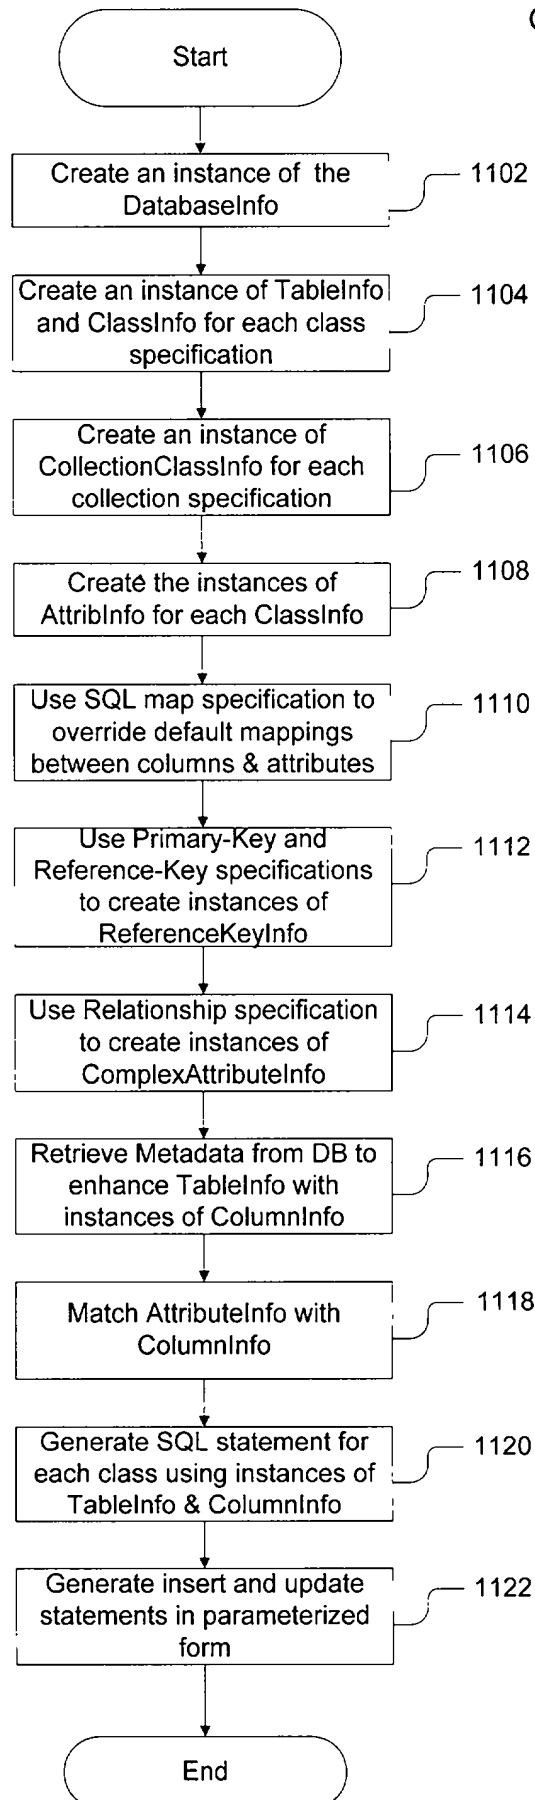 Start
Create an instance of the
DatabaseInfo
1102
Create an instance of TableInfo
and ClassInfo for each class
specification
1104
Create an instance of
CollectionClassInfo for each
collection specification
1106
Create the instances of
AttribInfo for each ClassInfo
1108
Use SQL map specification to
override default mappings
between columns & attributes
1110
Use Primary-Key and
Reference-Key specifications
to create instances of
ReferenceKeyInfo
1112
Use Relationship specification
to create instances of
ComplexAttributeInfo
1114
Retrieve Metadata from DB to
enhance TableInfo with
instances of ColumnInfo
1116
Match AttributeInfo with
ColumnInfo
1118
Generate SQL statement for
each class using instances of
TableInfo & ColumnInfo
1120
Generate insert and update
statements in parameterized
form
1122
End